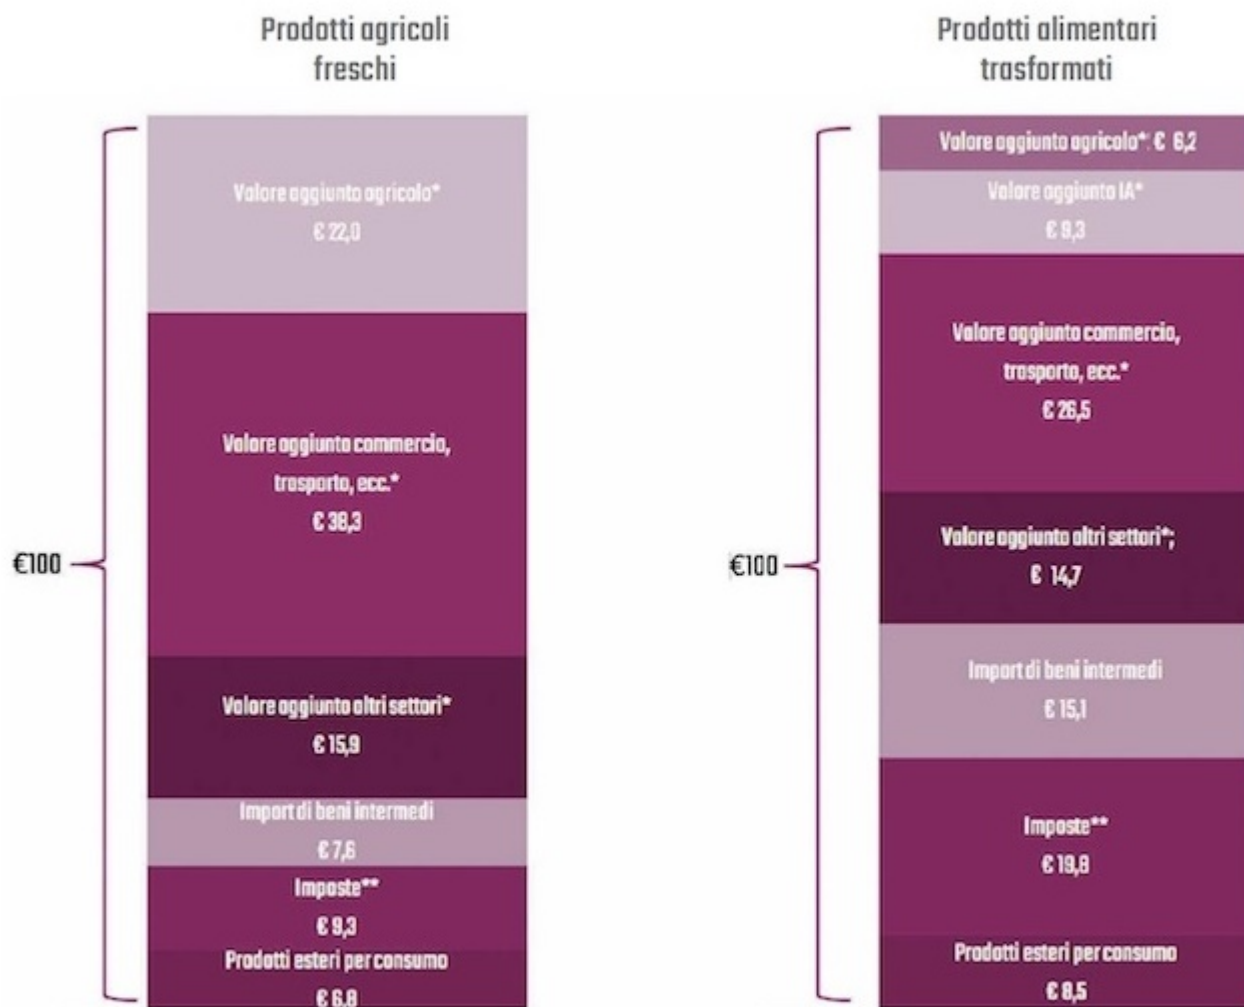 Prodotti agricoli
freschi
Valore aggiunto agricolo*
€ 22,0
Valore aggiunto commercio,
trasporto, ecc.*
€ 38,3
€100
Valore aggiunto altri settori*
€ 15,9
Import di beni intermedi
€ 7,6
Imposte**
€ 9,3
Prodotti esteri per consumo
€ 6,8
Prodotti alimentari
trasformati
Valore aggiunto agricolo*: € 6,2
Valore aggiunto IA*
€ 9,3
Valore aggiunto commercio,
trasporto, ecc.*
€ 26,5
€100
Valore aggiunto altri settori*;
€ 14,7
Import di beni intermedi
€ 15,1
Imposte**
€ 19,8
Prodotti esteri per consumo
€ 8,5